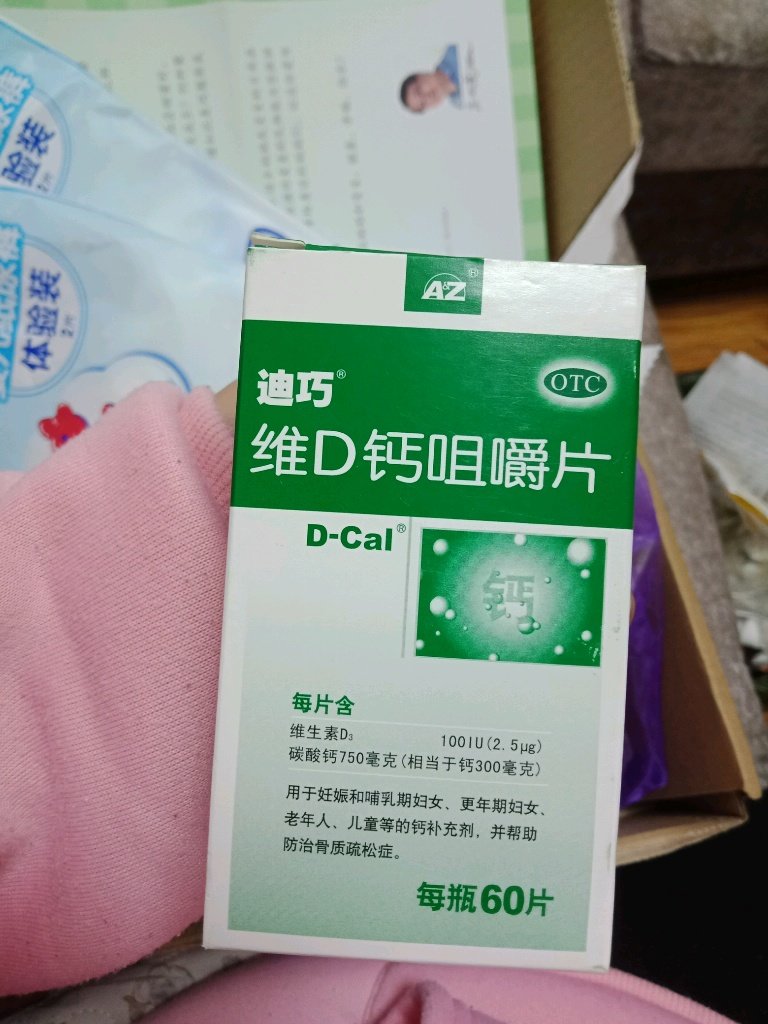 体验装
2片
验装
A&Z®
OTC
迪巧®
维D钙咀嚼片
D-Cal®
钙
每片含
维生素D₃ 100IU(2.5μg)
碳酸钙750毫克(相当于钙300毫克)
用于妊娠和哺乳期妇女、更年期妇女、
老年人、儿童等的钙补充剂，并帮助
防治骨质疏松症。
每瓶60片